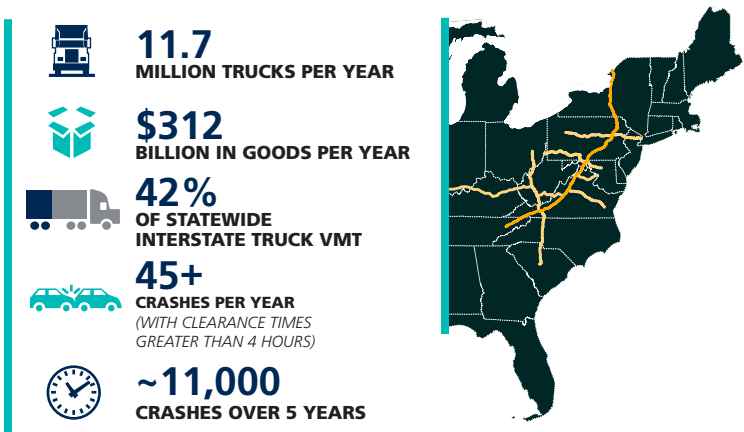 11.7
MILLION TRUCKS PER YEAR
$312
BILLION IN GOODS PER YEAR
42%
OF STATEWIDE
INTERSTATE TRUCK VMT
45+
CRASHES PER YEAR
(WITH CLEARANCE TIMES
GREATER THAN 4 HOURS)
~11,000
CRASHES OVER 5 YEARS